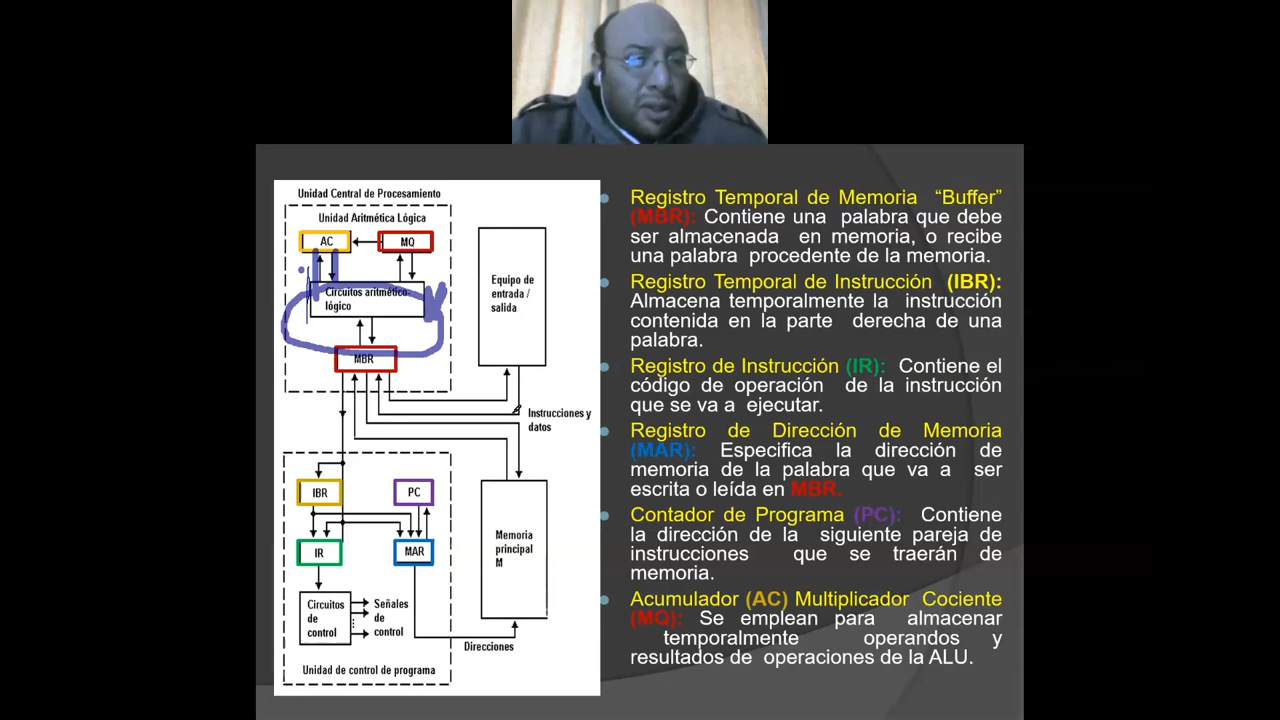 Unidad Central de Procesamiento
Unidad Aritmética Lógica
AC
MQ
Circuitos aritmético
lógico
MBR
Equipo de
entrada /
salida
Instrucciones y
datos
IBR
PC
IR
MAR
Memoria
principal
M
Circuitos
de
control
Señales
de
control
Direcciones
Unidad de control de programa
Registro Temporal de Memoria “Buffer”
(MBR): Contiene una palabra que debe
ser almacenada en memoria, o recibe
una palabra procedente de la memoria.
Registro Temporal de Instrucción (IBR):
Almacena temporalmente la instrucción
contenida en la parte derecha de una
palabra.
Registro de Instrucción (IR): Contiene el
código de operación de la instrucción
que se va a ejecutar.
Registro de Dirección de Memoria
(MAR): Especifica la dirección de
memoria de la palabra que va a ser
escrita o leída en MBR.
Contador de Programa (PC): Contiene
la dirección de la siguiente pareja de
instrucciones que se traerán de
memoria.
Acumulador (AC) Multiplicador Cociente
(MQ): Se emplean para almacenar
temporalmente operandos y
resultados de operaciones de la ALU.